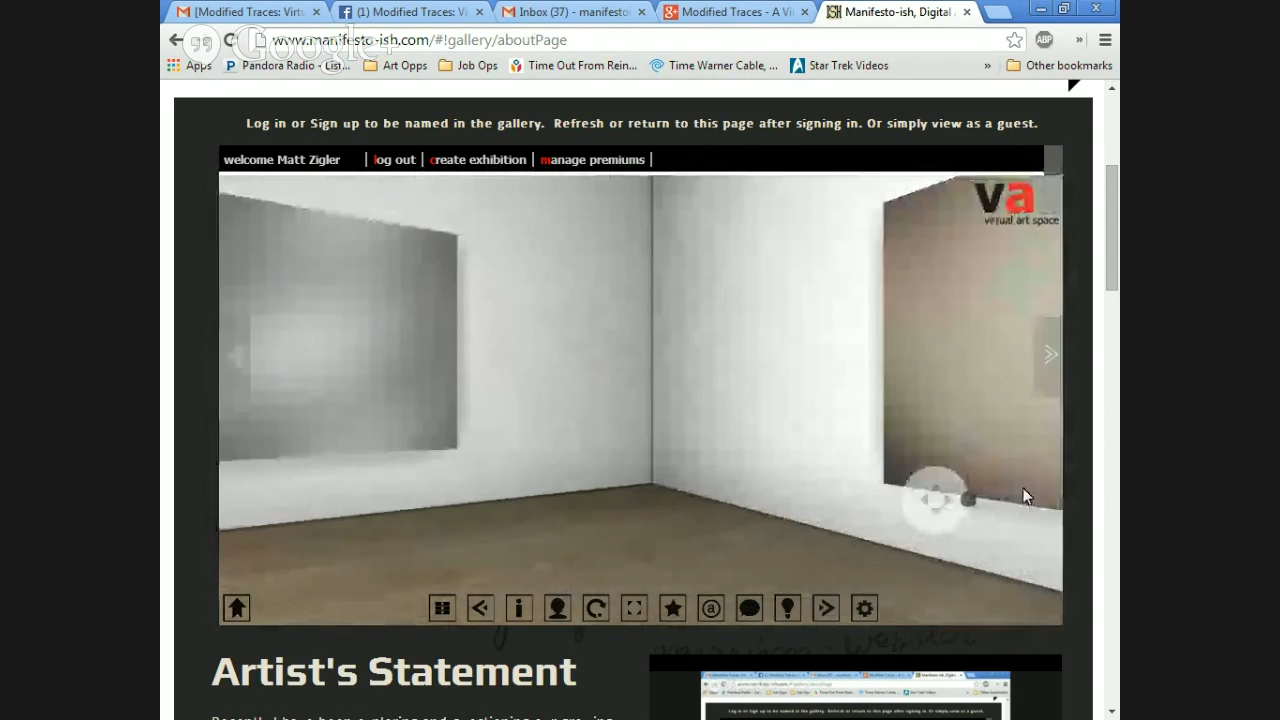 [Modified Traces: Virtu
(1) Modified Traces: Vi
Inbox (37) - manifesto
Modified Traces - A Vi
Manifesto-ish, Digital
Google+
www.manifesto-ish.com/#!gallery/aboutPage
ABP
Apps
Pandora Radio - List...
Art Opps
Job Ops
Time Out From Rein...
Time Warner Cable, ...
Star Trek Videos
»
Other bookmarks
Log in or Sign up to be named in the gallery. Refresh or return to this page after signing in. Or simply view as a guest.
welcome Matt Zigler | log out | create exhibition | manage premiums |
va
virtual art space
Artist's Statement